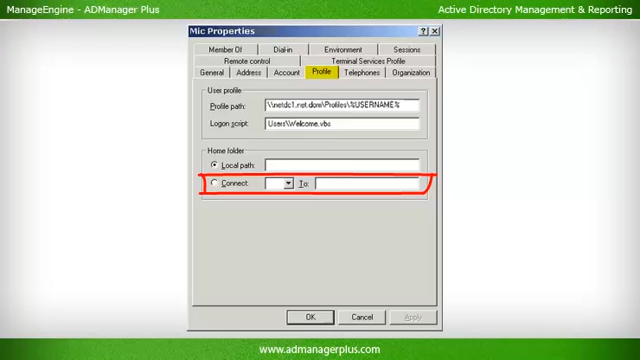 ManageEngine - ADManager Plus
Active Directory Management & Reporting
Mic Properties
Member Of Dial-in Environment Sessions
Remote control Terminal Services Profile
General Address Account Profile Telephones Organization
User profile
Profile path: \\netdc1.net.dom\Profiles\%USERNAME%
Logon script: Users\Welcome.vbs
Home folder
Local path:
Connect: To:
OK Cancel Apply
www.admanagerplus.com